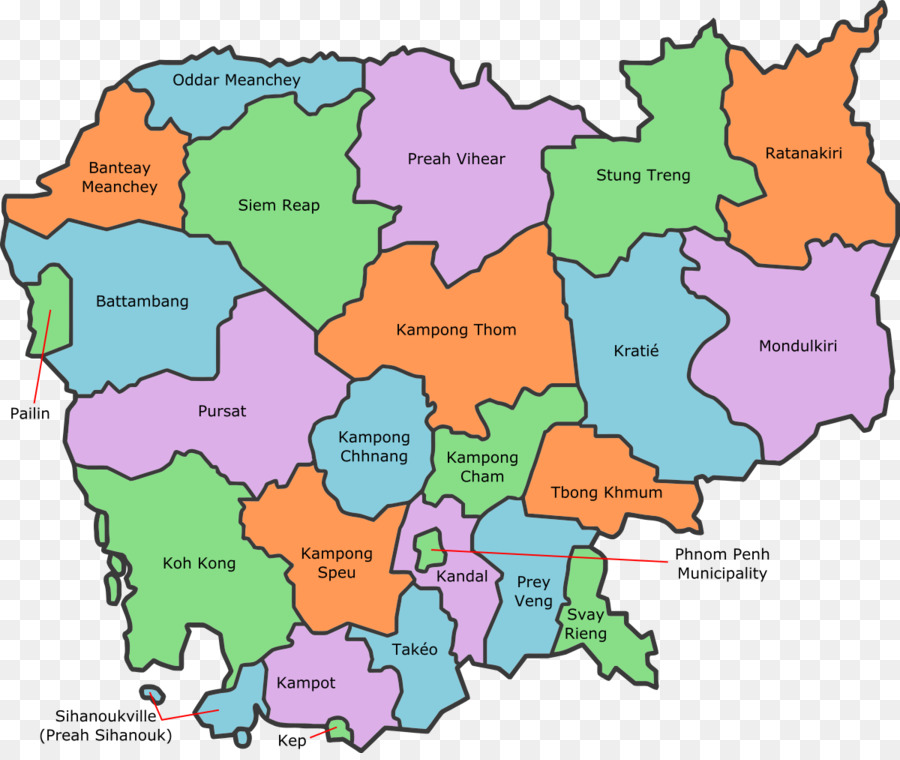 Oddar Meanchey
Banteay
Meanchey
Siem Reap
Preah Vihear
Stung Treng
Ratanakiri
Battambang
Kampong Thom
Kratié
Mondulkiri
Pailin
Pursat
Kampong
Chhnang
Kampong
Cham
Tbong Khmum
Koh Kong
Kampong
Speu
Kandal
Phnom Penh
Municipality
Prey
Veng
Svay
Rieng
Takéo
Kampot
Sihanoukville
(Preah Sihanouk)
Kep